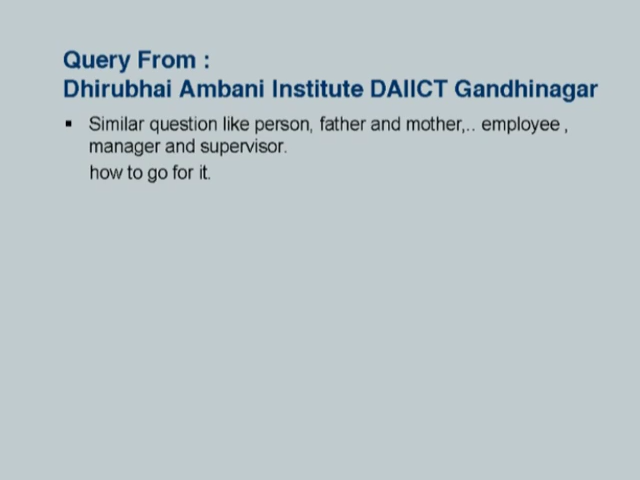 Query From :
Dhirubhai Ambani Institute DAIICT Gandhinagar
▪ Similar question like person, father and mother,.. employee ,
manager and supervisor.
how to go for it.